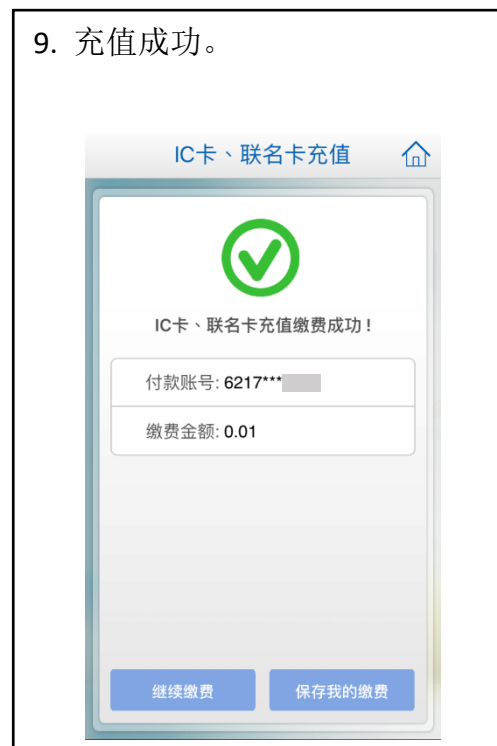 9. 充值成功。
IC卡、联名卡充值
IC卡、联名卡充值缴费成功！
付款账号: 6217***
缴费金额: 0.01
继续缴费
保存我的缴费